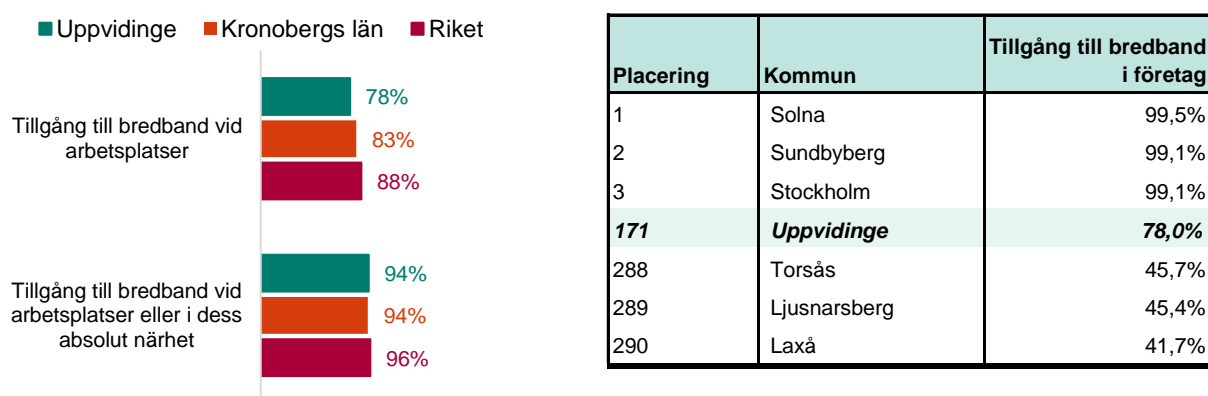 Uppvidinge Kronobergs län Riket
Tillgång till bredband vid
arbetsplatser
78%
83%
88%
Tillgång till bredband vid
arbetsplatser eller i dess
absolut närhet
94%
94%
96%
Placering Kommun Tillgång till bredband i företag
1 Solna 99,5%
2 Sundbyberg 99,1%
3 Stockholm 99,1%
171 Uppvidinge 78,0%
288 Torsås 45,7%
289 Ljusnarsberg 45,4%
290 Laxå 41,7%